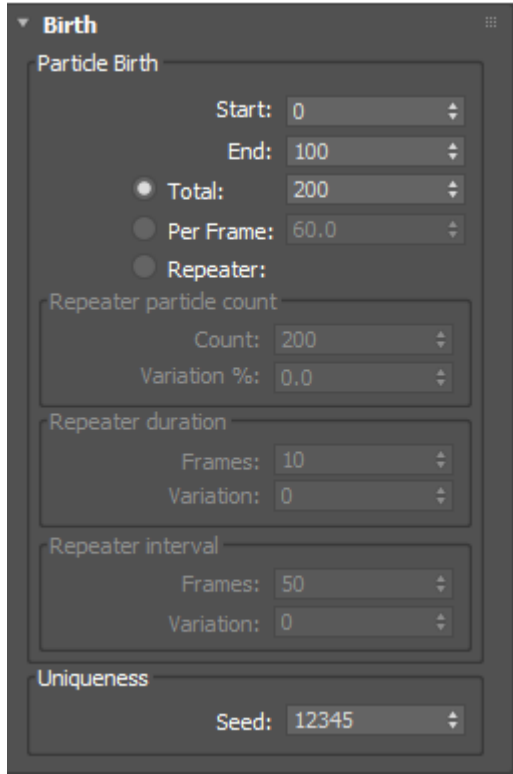 Birth
Particle Birth
Start: 0
End: 100
Total: 200
Per Frame: 60.0
Repeater:
Repeater particle count
Count: 200
Variation %: 0.0
Repeater duration
Frames: 10
Variation: 0
Repeater interval
Frames: 50
Variation: 0
Uniqueness
Seed: 12345